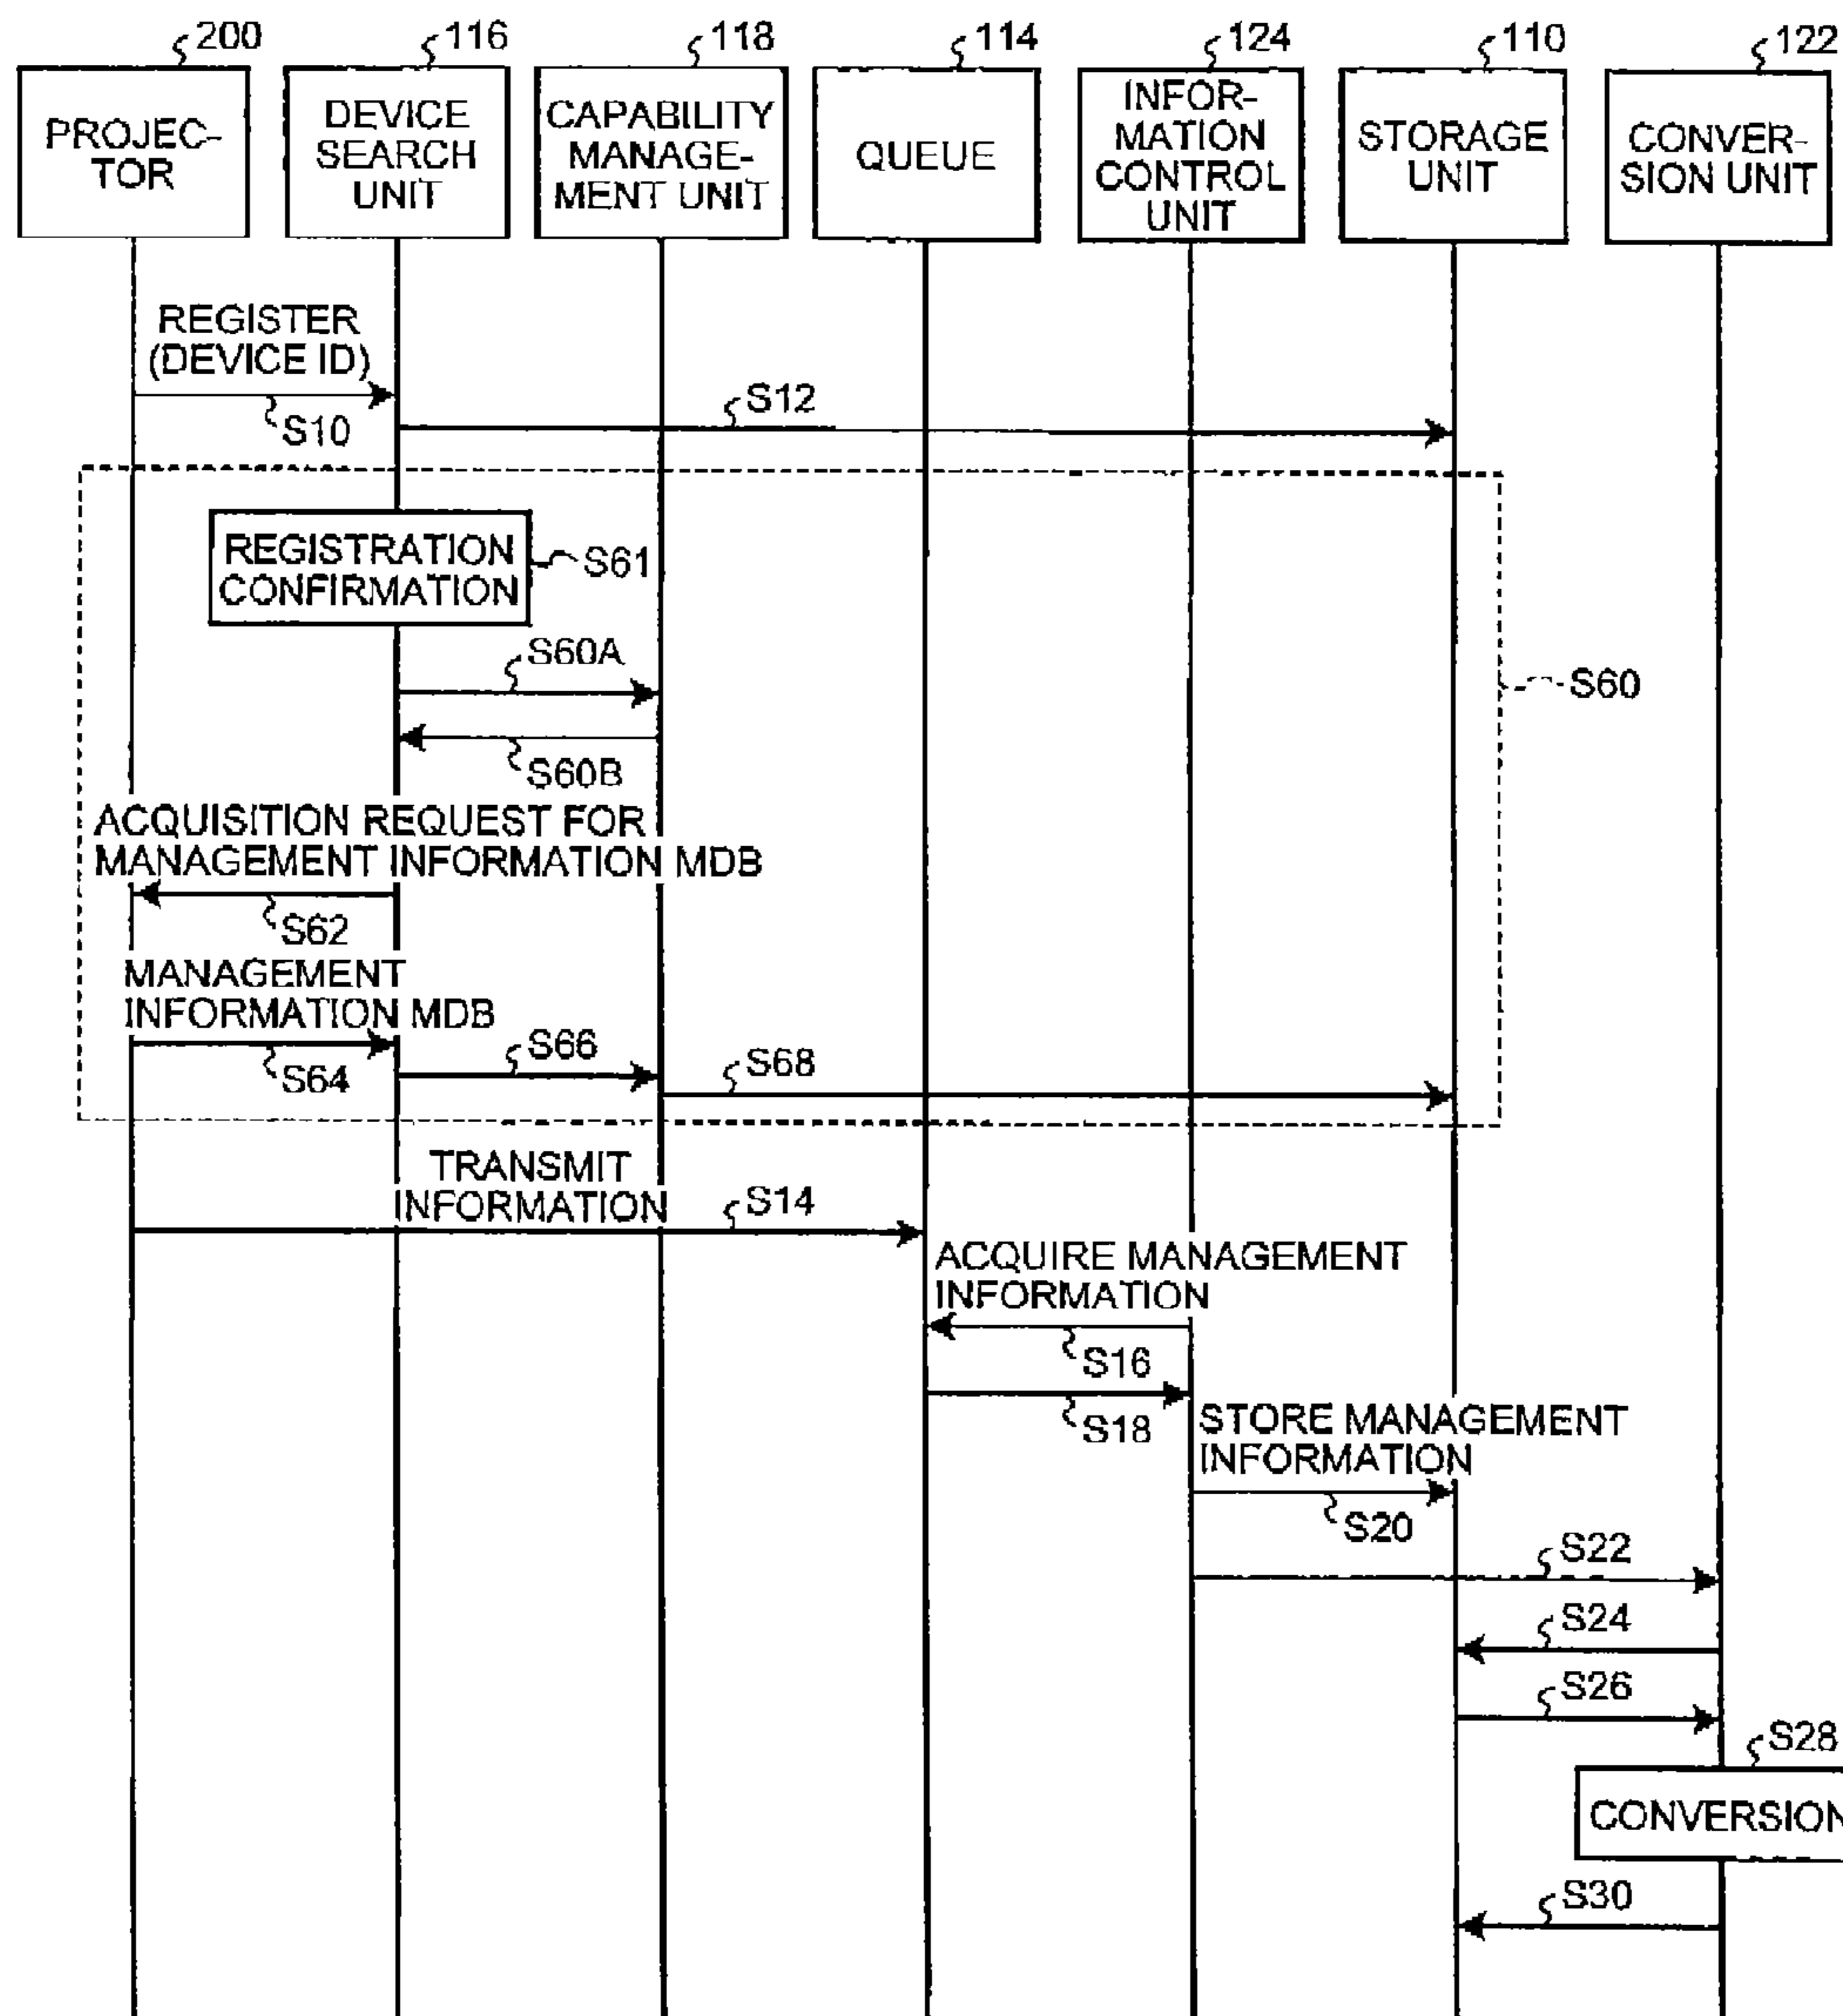 200
116
118
114
124
110
122
PROJEC-
TOR
DEVICE
SEARCH
UNIT
CAPABILITY
MANAGE-
MENT UNIT
QUEUE
INFOR-
MATION
CONTROL
UNIT
STORAGE
UNIT
CONVER-
SION UNIT
REGISTER
(DEVICE ID)
S10
S12
REGISTRATION
CONFIRMATION
S61
S60A
S60
S60B
ACQUISITION REQUEST FOR
MANAGEMENT INFORMATION MDB
S62
MANAGEMENT
INFORMATION MDB
S64
S66
S68
TRANSMIT
INFORMATION
S14
ACQUIRE MANAGEMENT
INFORMATION
S16
S18
STORE MANAGEMENT
INFORMATION
S20
S22
S24
S26
S28
CONVERSION
S30